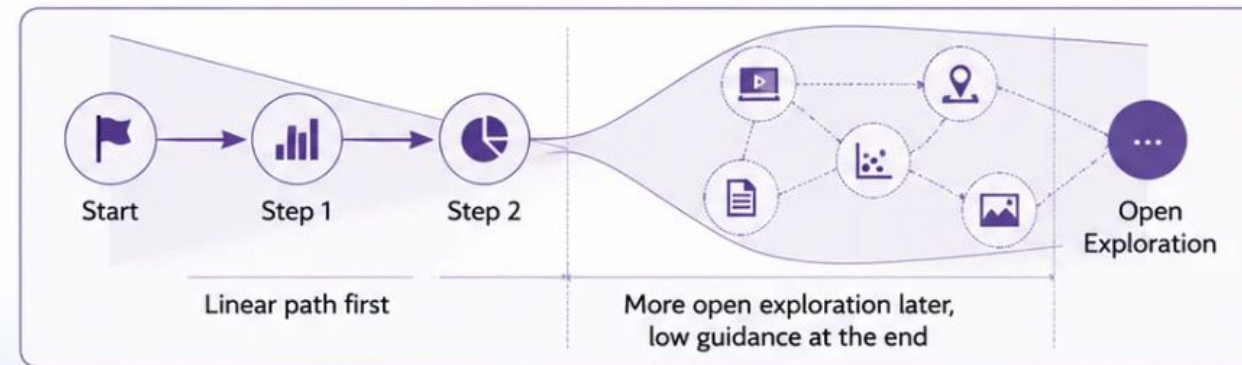 Start
Step 1
Step 2
...
Open
Exploration
Linear path first
More open exploration later,
low guidance at the end